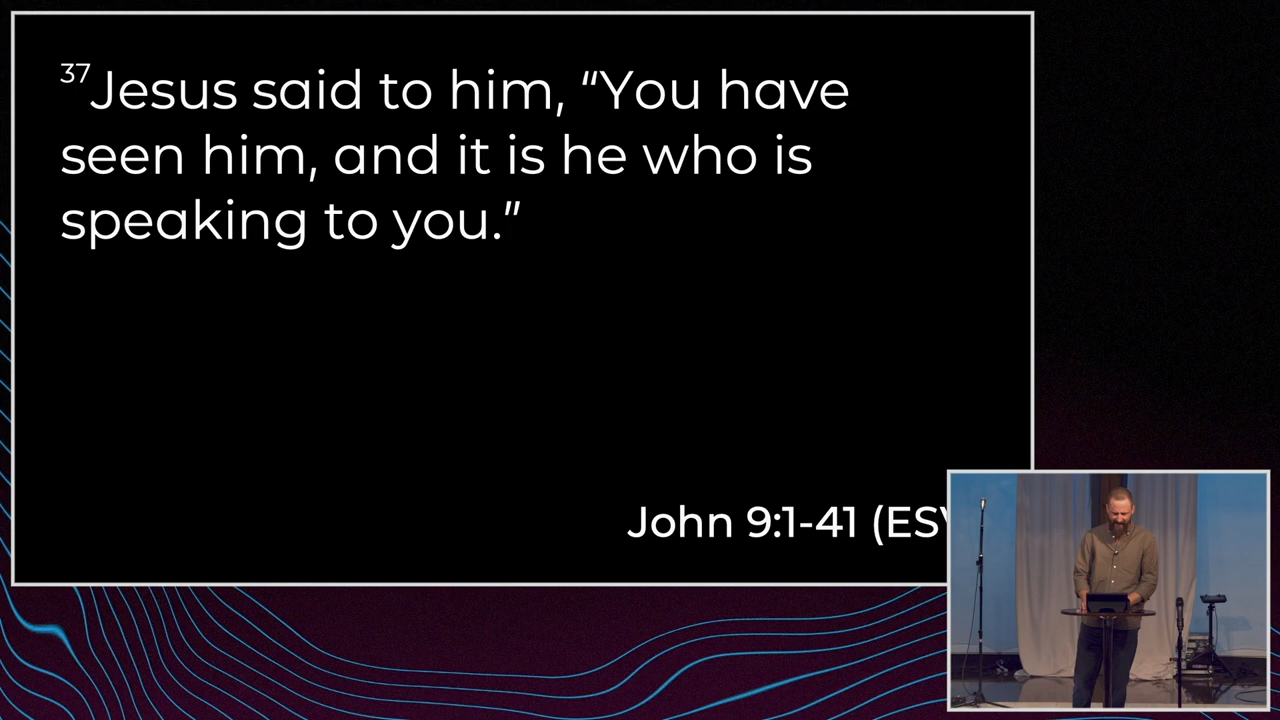 37Jesus said to him, “You have
seen him, and it is he who is
speaking to you.”
John 9:1-41 (ESV